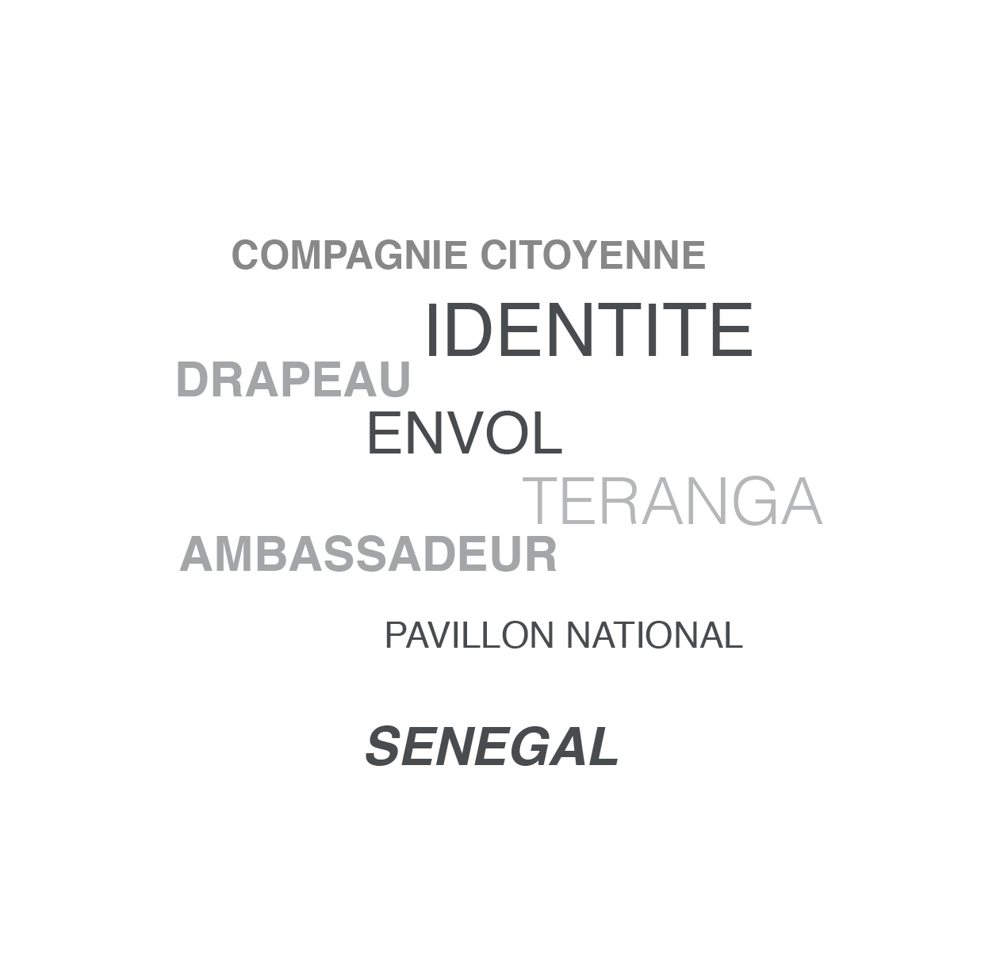 COMPAGNIE CITOYENNE
IDENTITE
DRAPEAU
ENVOL
TERANGA
AMBASSADEUR
PAVILLON NATIONAL
SENEGAL